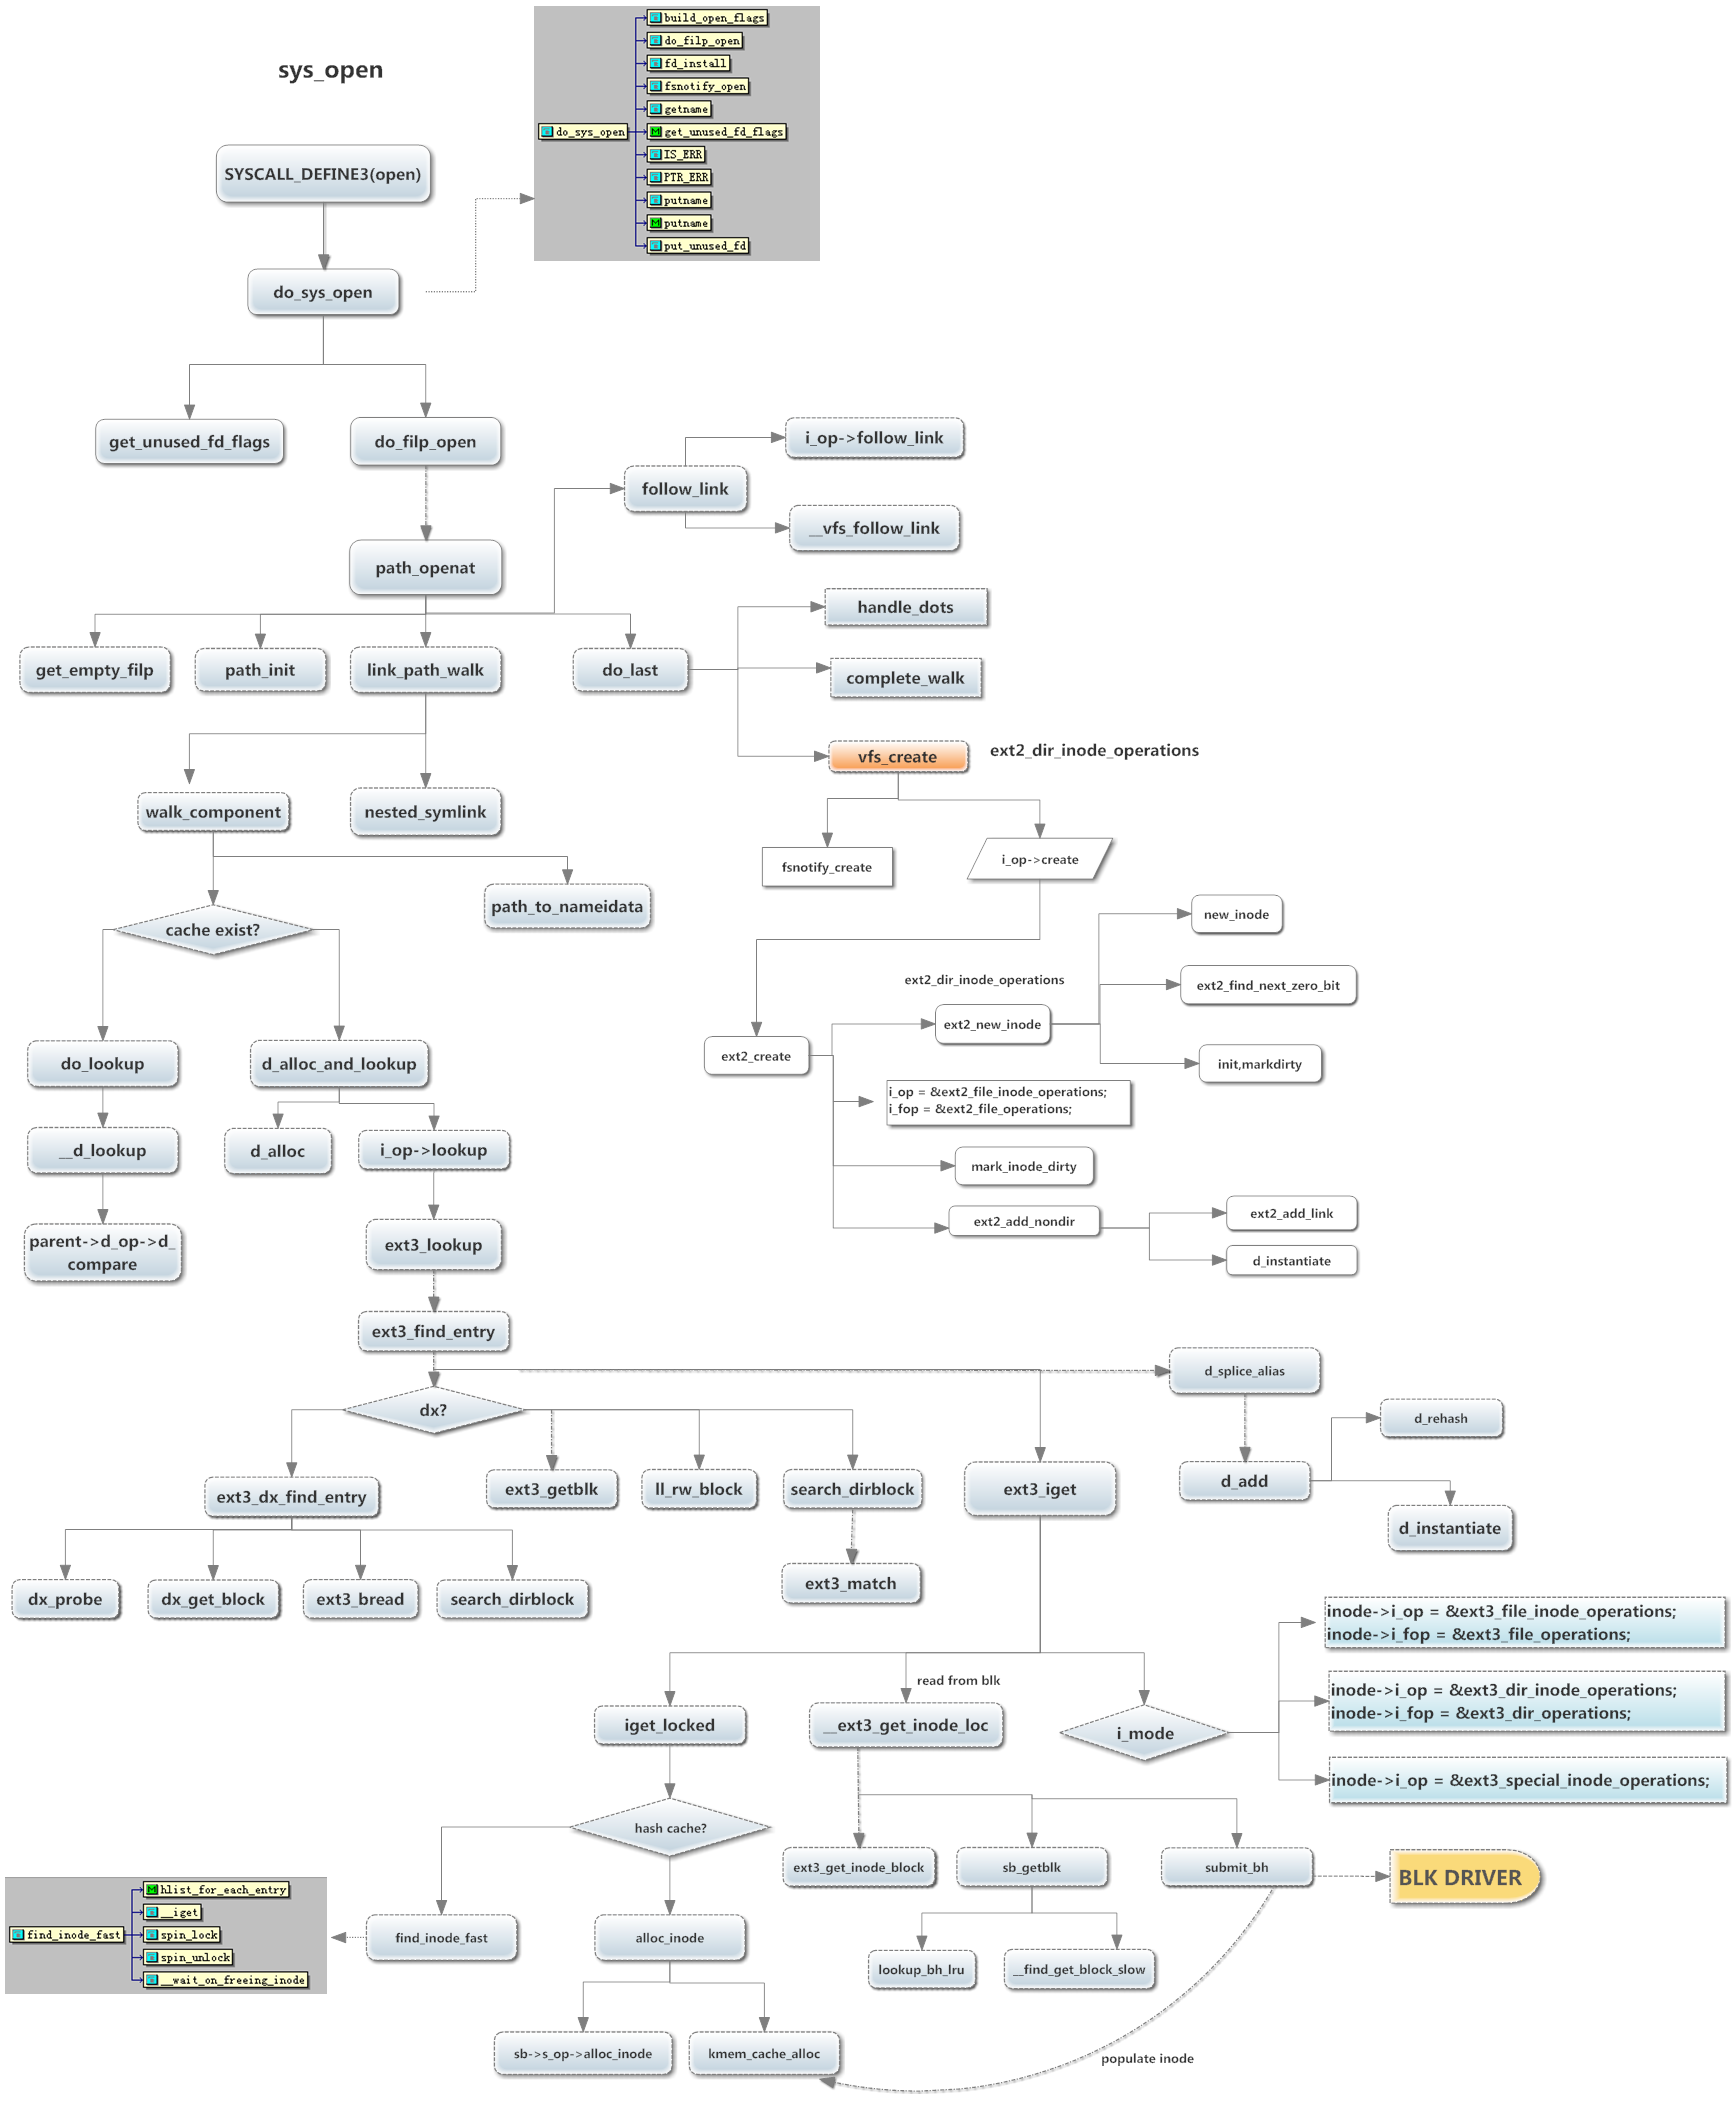 sys_open
build_open_flags
do_filp_open
fd_install
fsnotify_open
getname
do_sys_open
get_unused_fd_flags
IS_ERR
PTR_ERR
putname
putname
put_unused_fd
SYSCALL_DEFINE3(open)
do_sys_open
get_unused_fd_flags
do_filp_open
i_op->follow_link
follow_link
__vfs_follow_link
path_openat
handle_dots
get_empty_filp
path_init
link_path_walk
do_last
complete_walk
vfs_create
ext2_dir_inode_operations
walk_component
nested_symlink
fsnotify_create
i_op->create
path_to_nameidata
cache exist?
new_inode
ext2_dir_inode_operations
ext2_find_next_zero_bit
ext2_new_inode
ext2_create
init,markdirty
do_lookup
d_alloc_and_lookup
i_op = &ext2_file_inode_operations;
i_fop = &ext2_file_operations;
__d_lookup
d_alloc
i_op->lookup
mark_inode_dirty
ext2_add_nondir
ext2_add_link
d_instantiate
parent->d_op->d_
compare
ext3_lookup
ext3_find_entry
d_splice_alias
dx?
d_rehash
ext3_dx_find_entry
ext3_getblk
ll_rw_block
search_dirblock
ext3_iget
d_add
d_instantiate
dx_probe
dx_get_block
ext3_bread
search_dirblock
ext3_match
inode->i_op = &ext3_file_inode_operations;
inode->i_fop = &ext3_file_operations;
read from blk
inode->i_op = &ext3_dir_inode_operations;
inode->i_fop = &ext3_dir_operations;
iget_locked
__ext3_get_inode_loc
i_mode
inode->i_op = &ext3_special_inode_operations;
hash cache?
ext3_get_inode_block
sb_getblk
submit_bh
BLK DRIVER
hlist_for_each_entry
__iget
find_inode_fast
spin_lock
spin_unlock
__wait_on_freeing_inode
find_inode_fast
alloc_inode
lookup_bh_lru
__find_get_block_slow
sb->s_op->alloc_inode
kmem_cache_alloc
populate inode